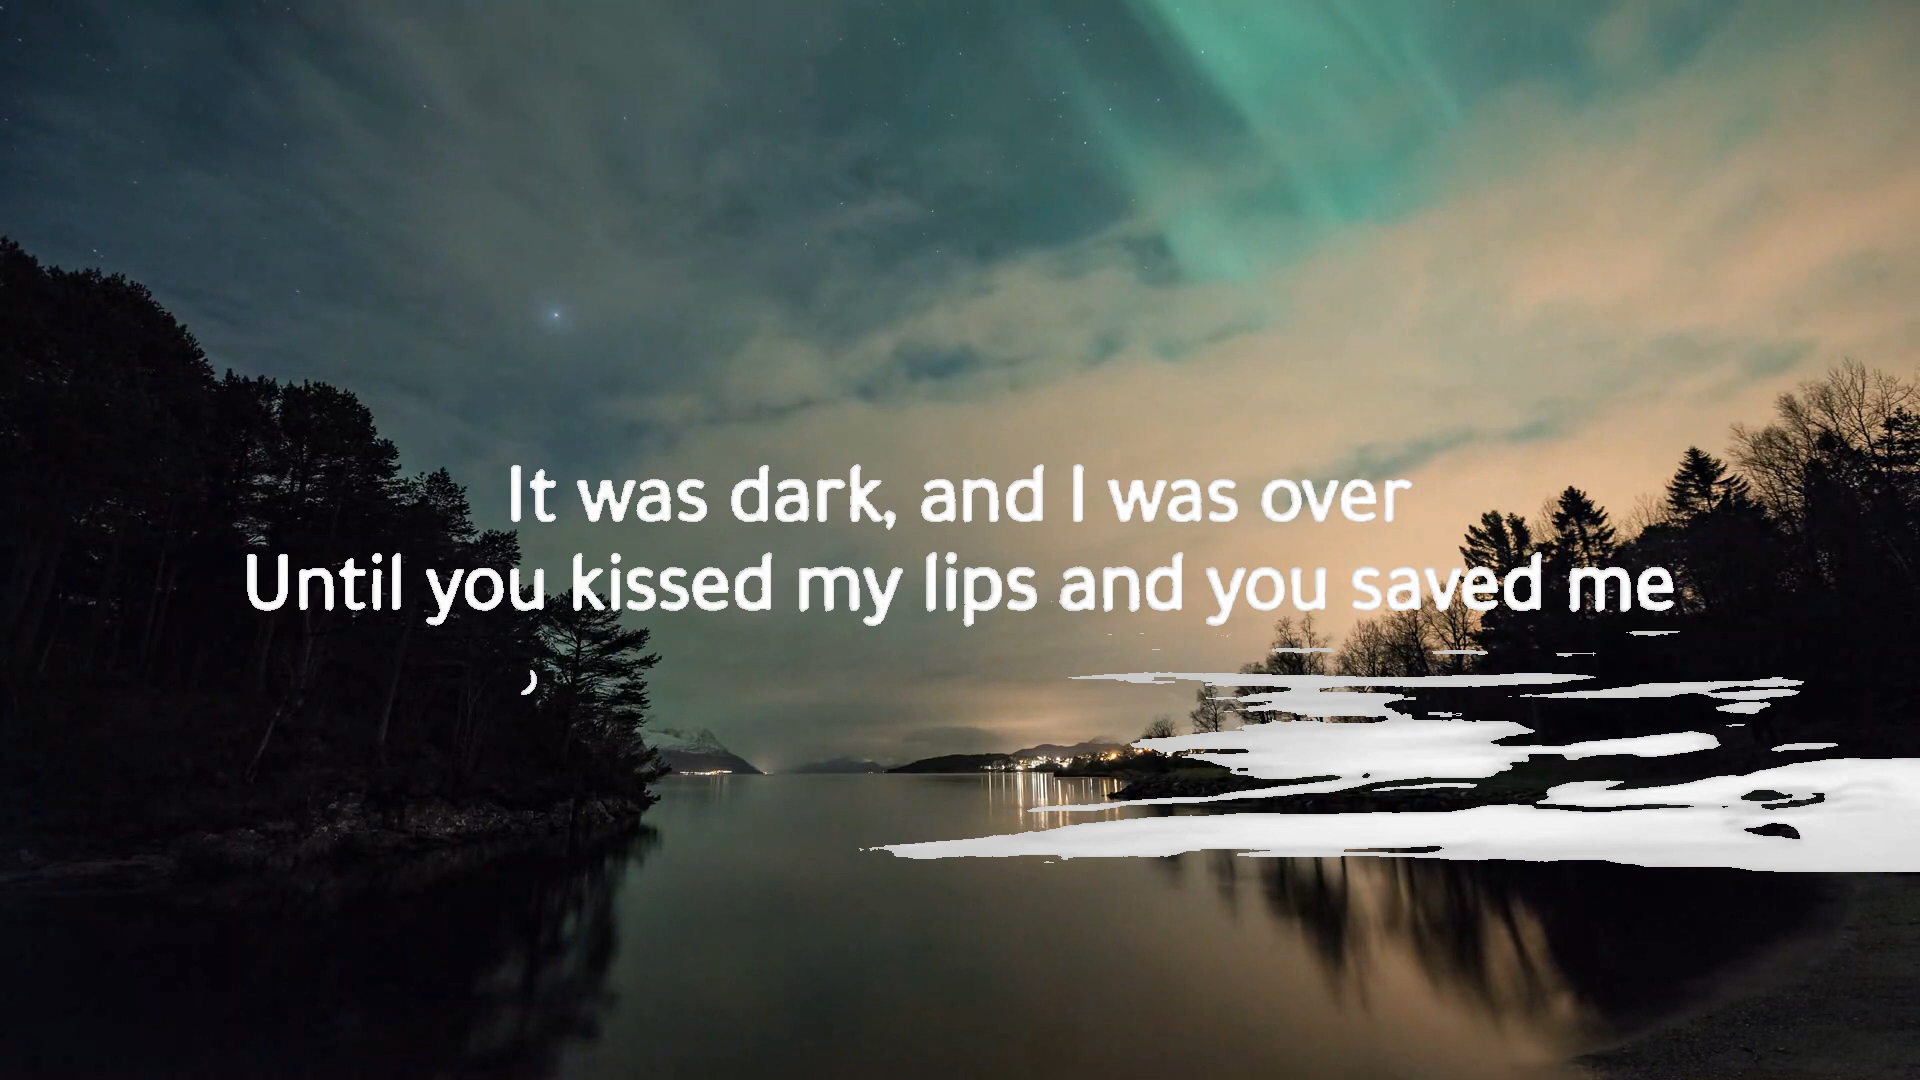 It was dark, and I was over
Until you kissed my lips and you saved me